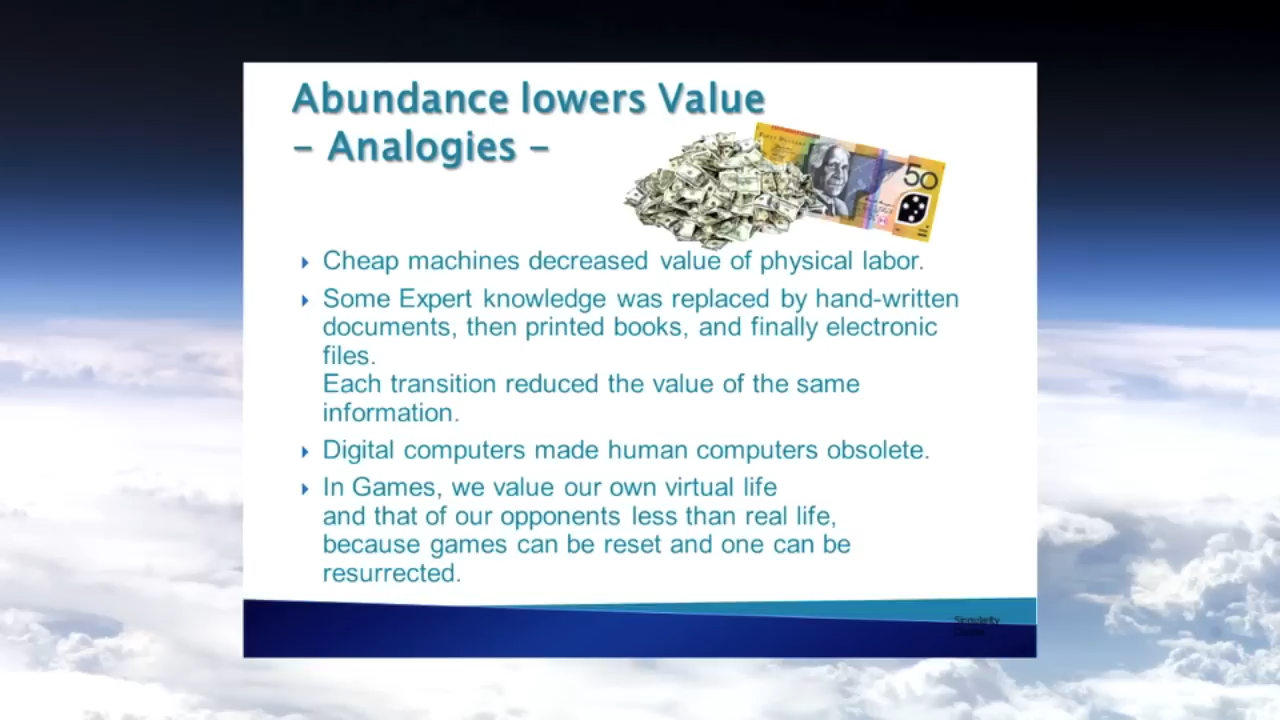 Abundance lowers Value
– Analogies –
50
Cheap machines decreased value of physical labor.
Some Expert knowledge was replaced by hand-written
documents, then printed books, and finally electronic
files.
Each transition reduced the value of the same
information.
Digital computers made human computers obsolete.
In Games, we value our own virtual life
and that of our opponents less than real life,
because games can be reset and one can be
resurrected.
Singularity